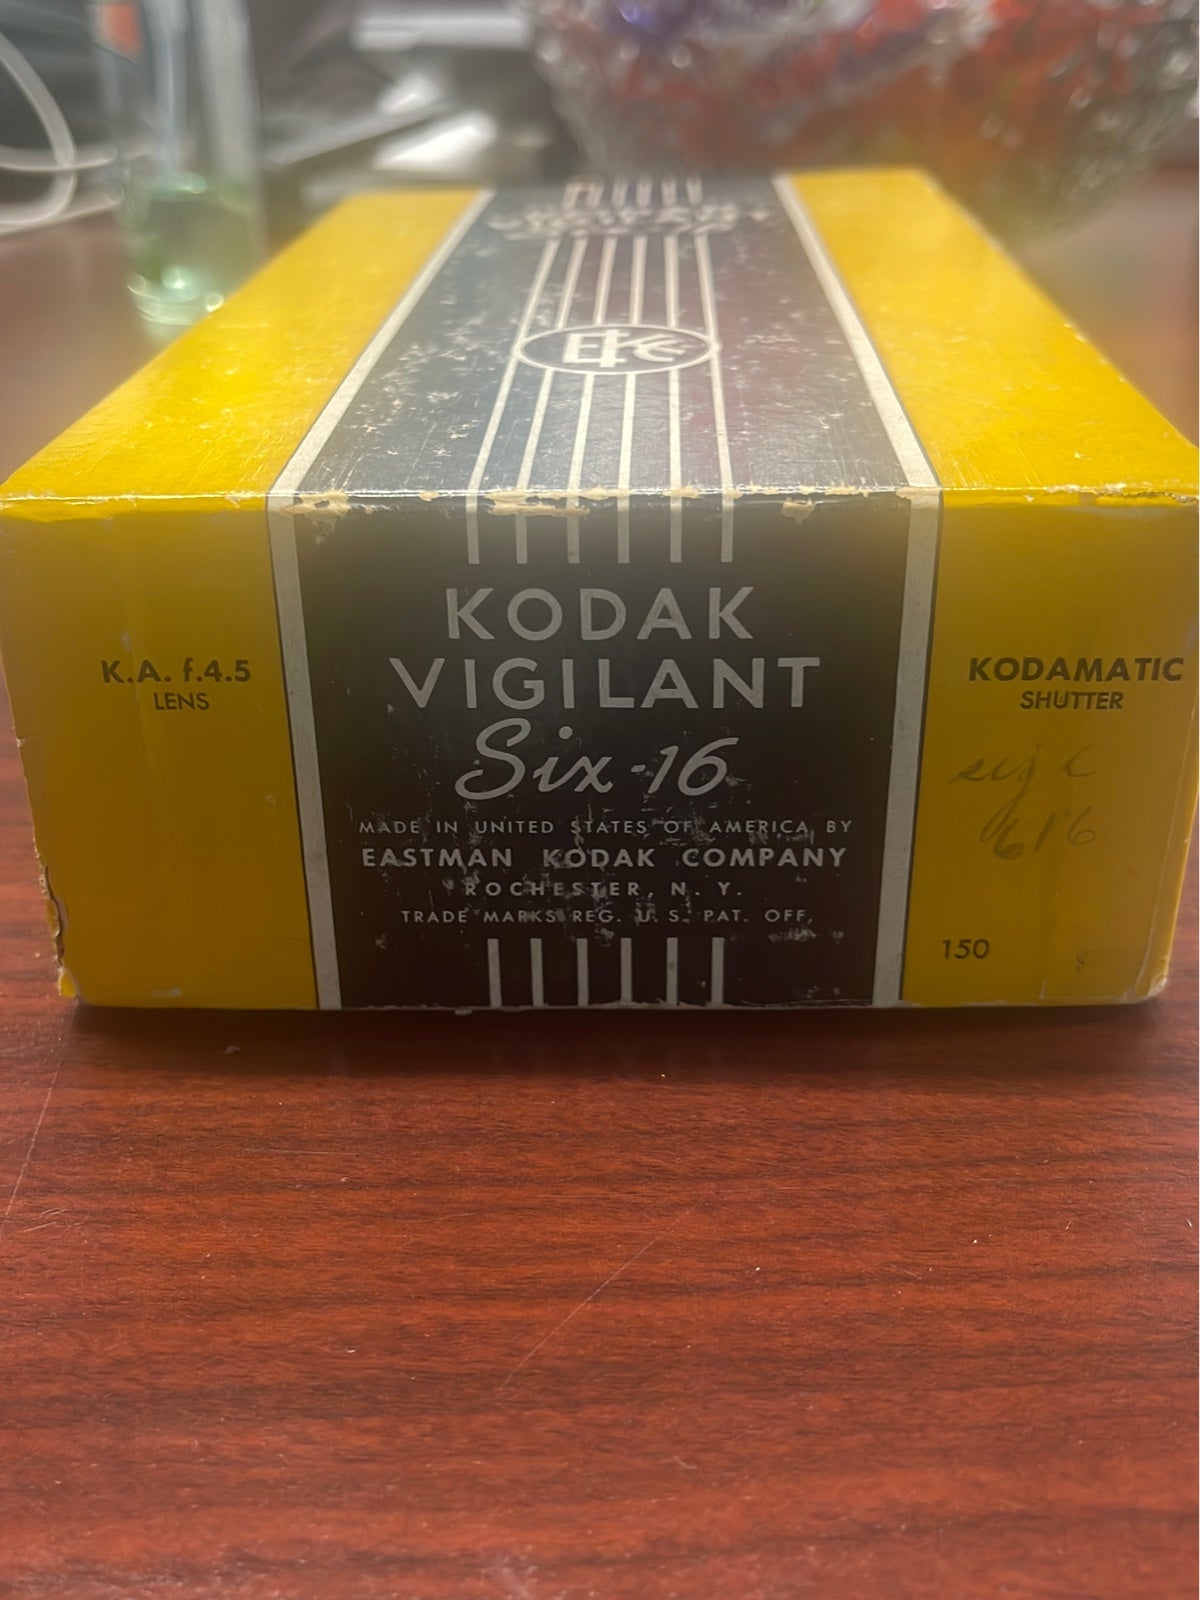 EKC
K.A. f.4.5
LENS
KODAK
VIGILANT
Six-16
MADE IN UNITED STATES OF AMERICA BY
EASTMAN KODAK COMPANY
ROCHESTER, N. Y.
TRADE MARKS REG. U. S. PAT. OFF.
KODAMATIC
SHUTTER
616
150